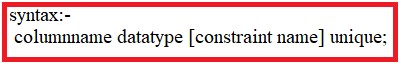 syntax:-
columnname datatype [constraint name] unique;